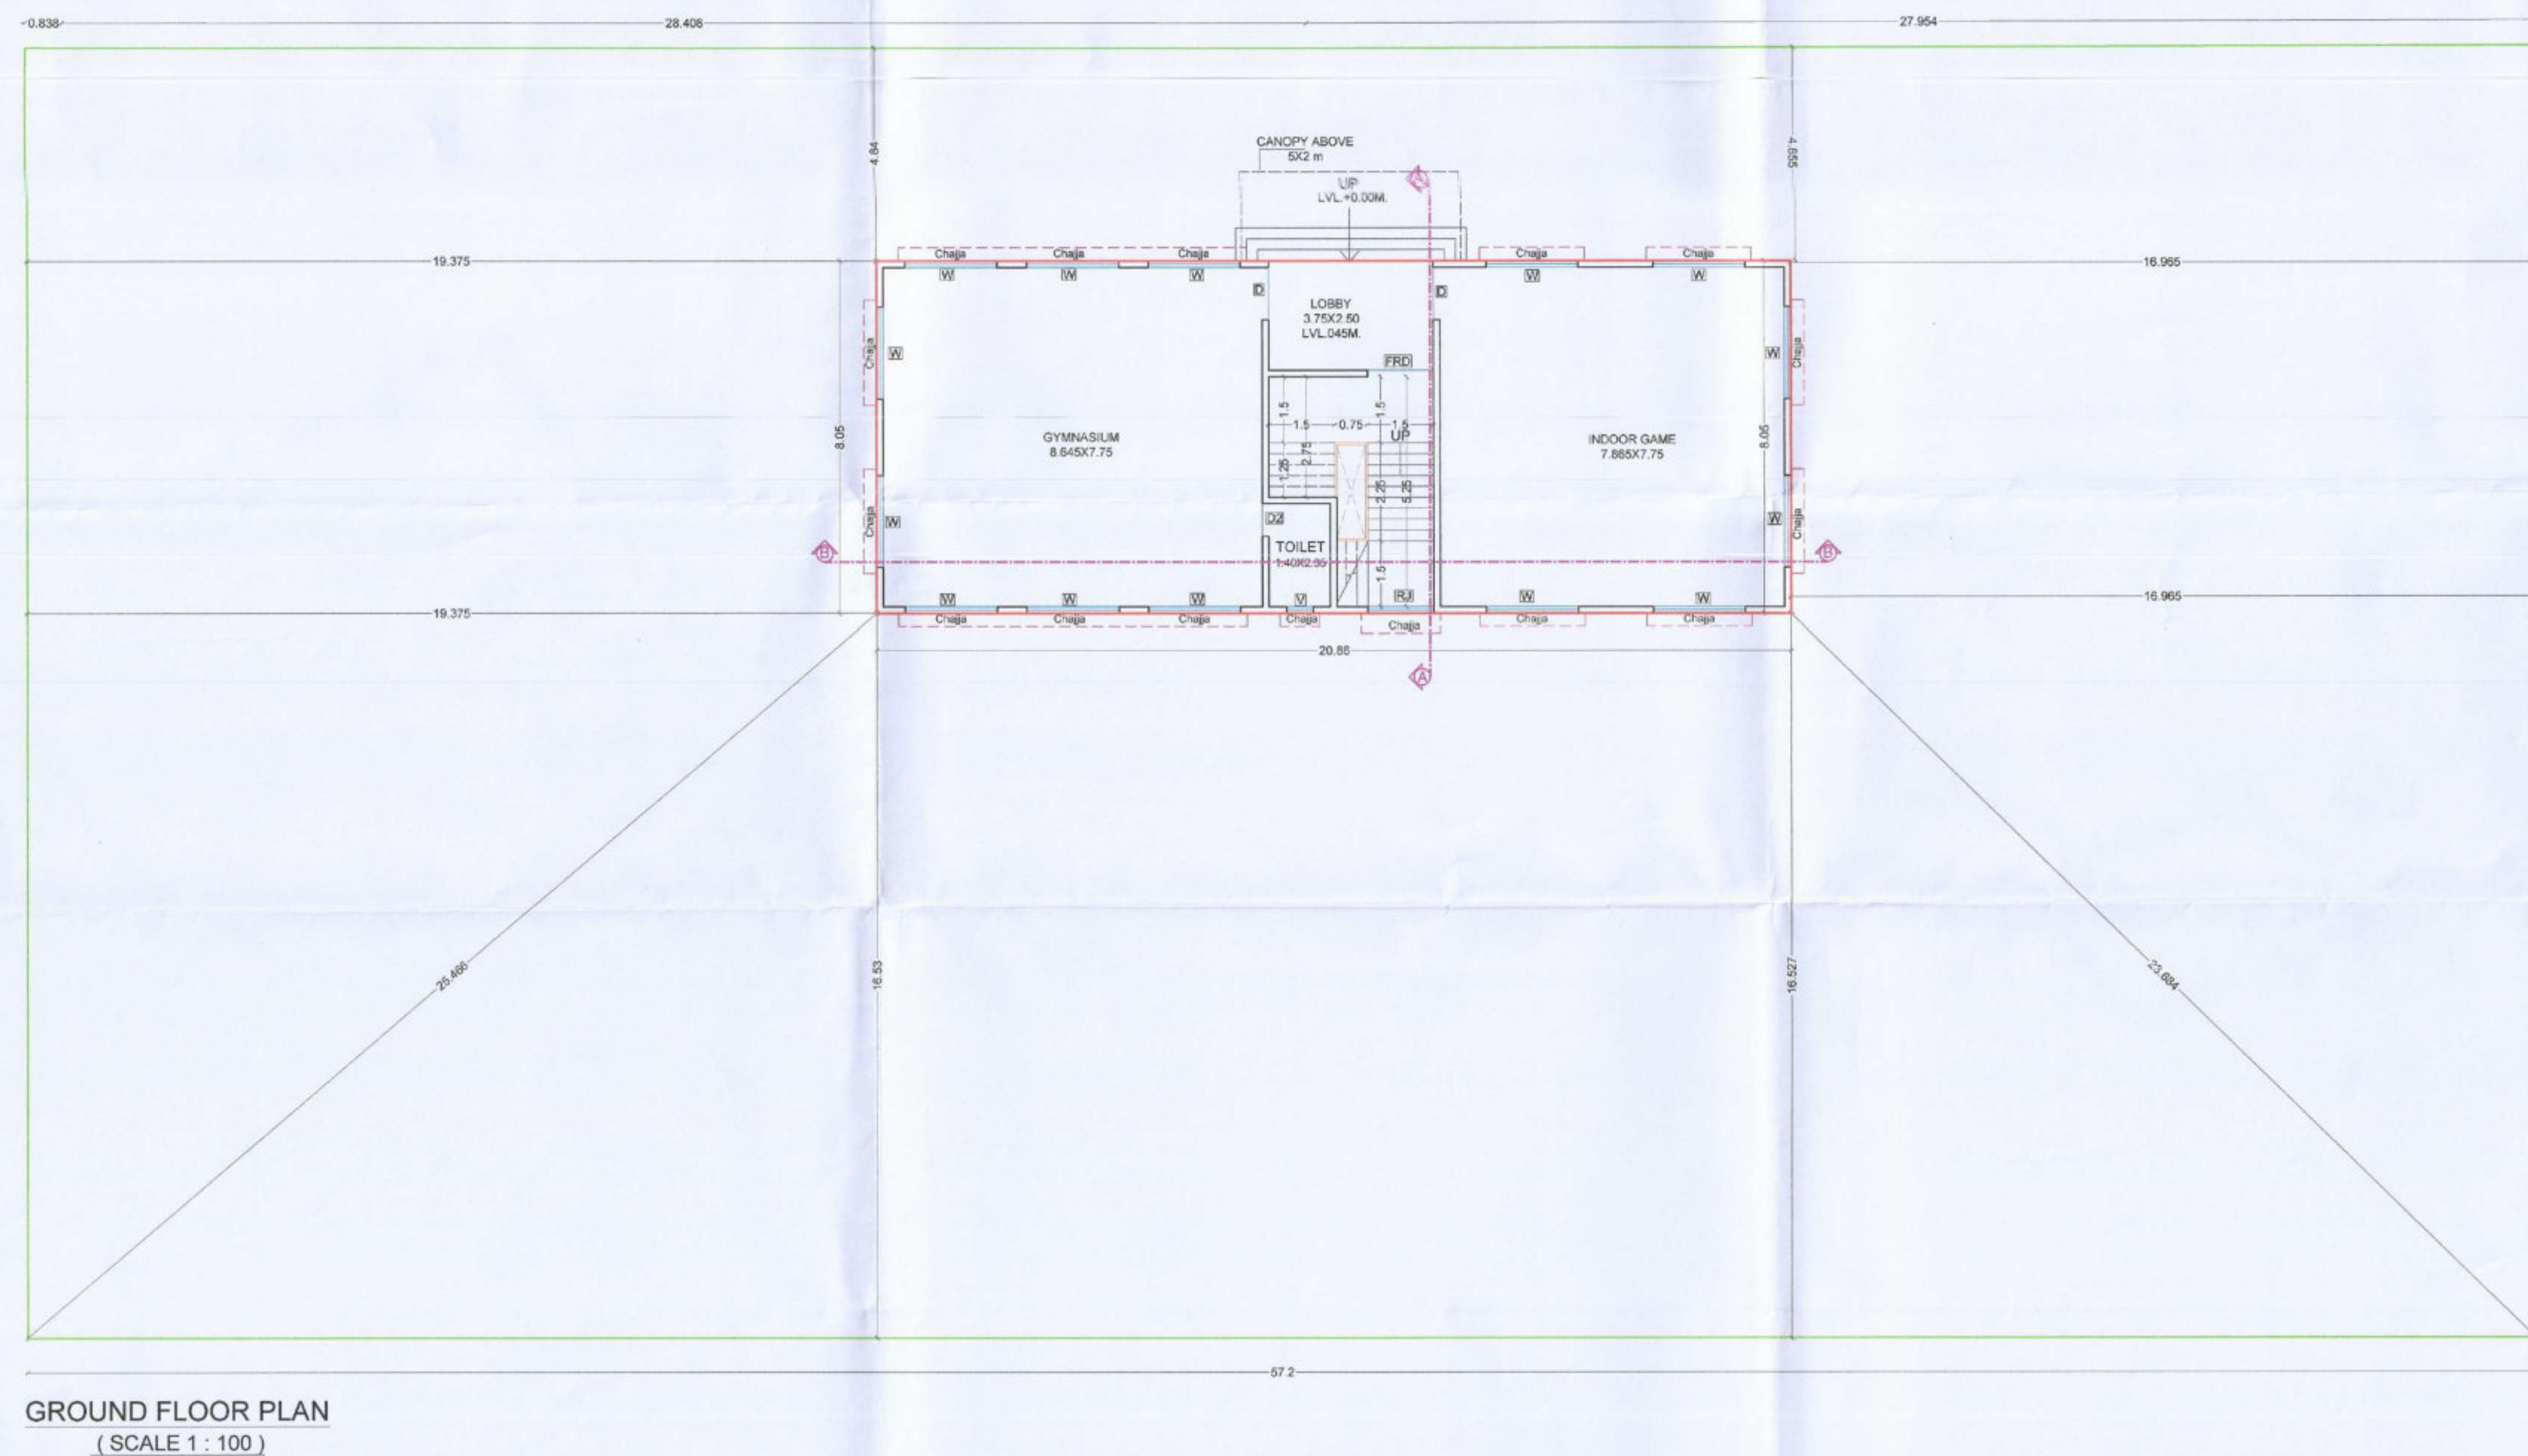 0.838
28.408
27.954
4.84
4.855
CANOPY ABOVE
5X2 m
UP
LVL.+0.00M.
A
Chajja
Chajja
Chajja
Chajja
Chajja
19.375
16.965
W
W
W
W
W
D
D
LOBBY
3.75X2.50
LVL.045M.
FRD
Chajja
W
W
Chajja
8.05
GYMNASIUM
8.645X7.75
1.5
1.5
1.5
0.75
1.5
UP
1.25
2.75
2.25
5.25
INDOOR GAME
7.865X7.75
8.05
Chajja
W
W
Chajja
D2
TOILET
B
B
1.5
W
W
W
V
RJ
W
W
19.375
16.965
Chajja
Chajja
Chajja
Chajja
Chajja
Chajja
Chajja
20.86
A
25.466
16.53
16.527
23.684
57.2
GROUND FLOOR PLAN
( SCALE 1 : 100 )